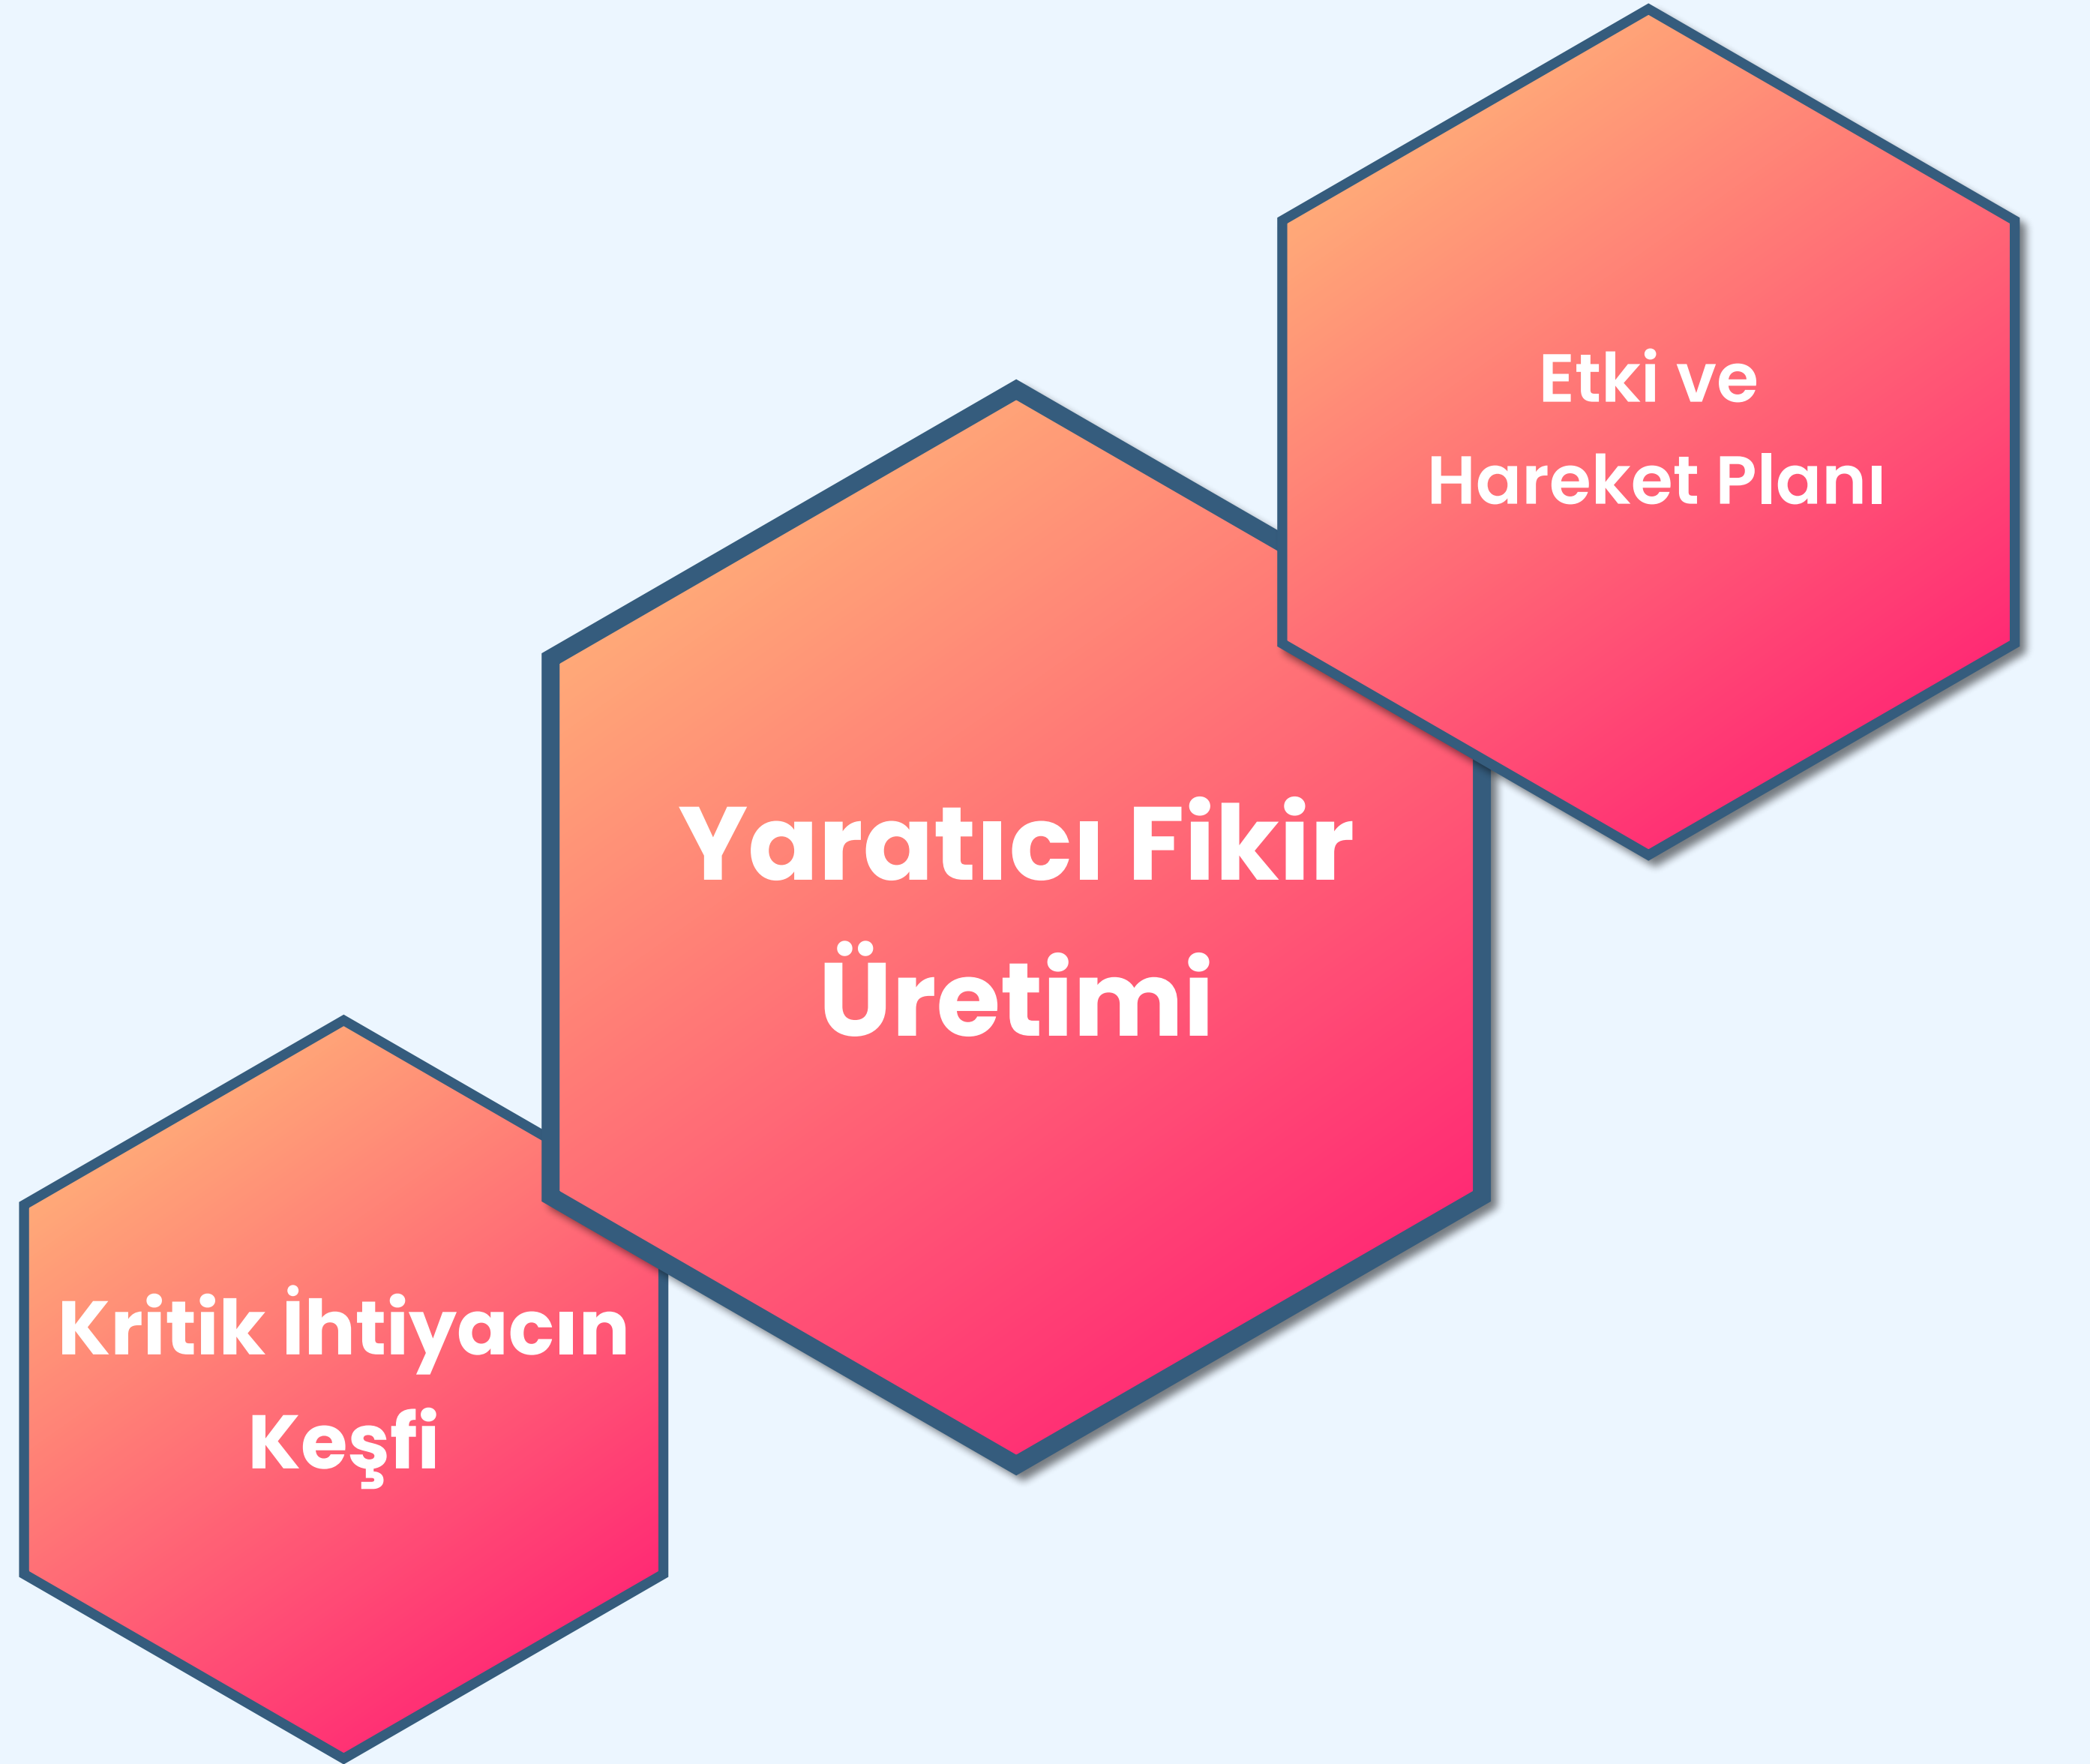 Etki ve
Hareket Planı
Yaratıcı Fikir
Üretimi
Kritik İhtiyacın
Keşfi